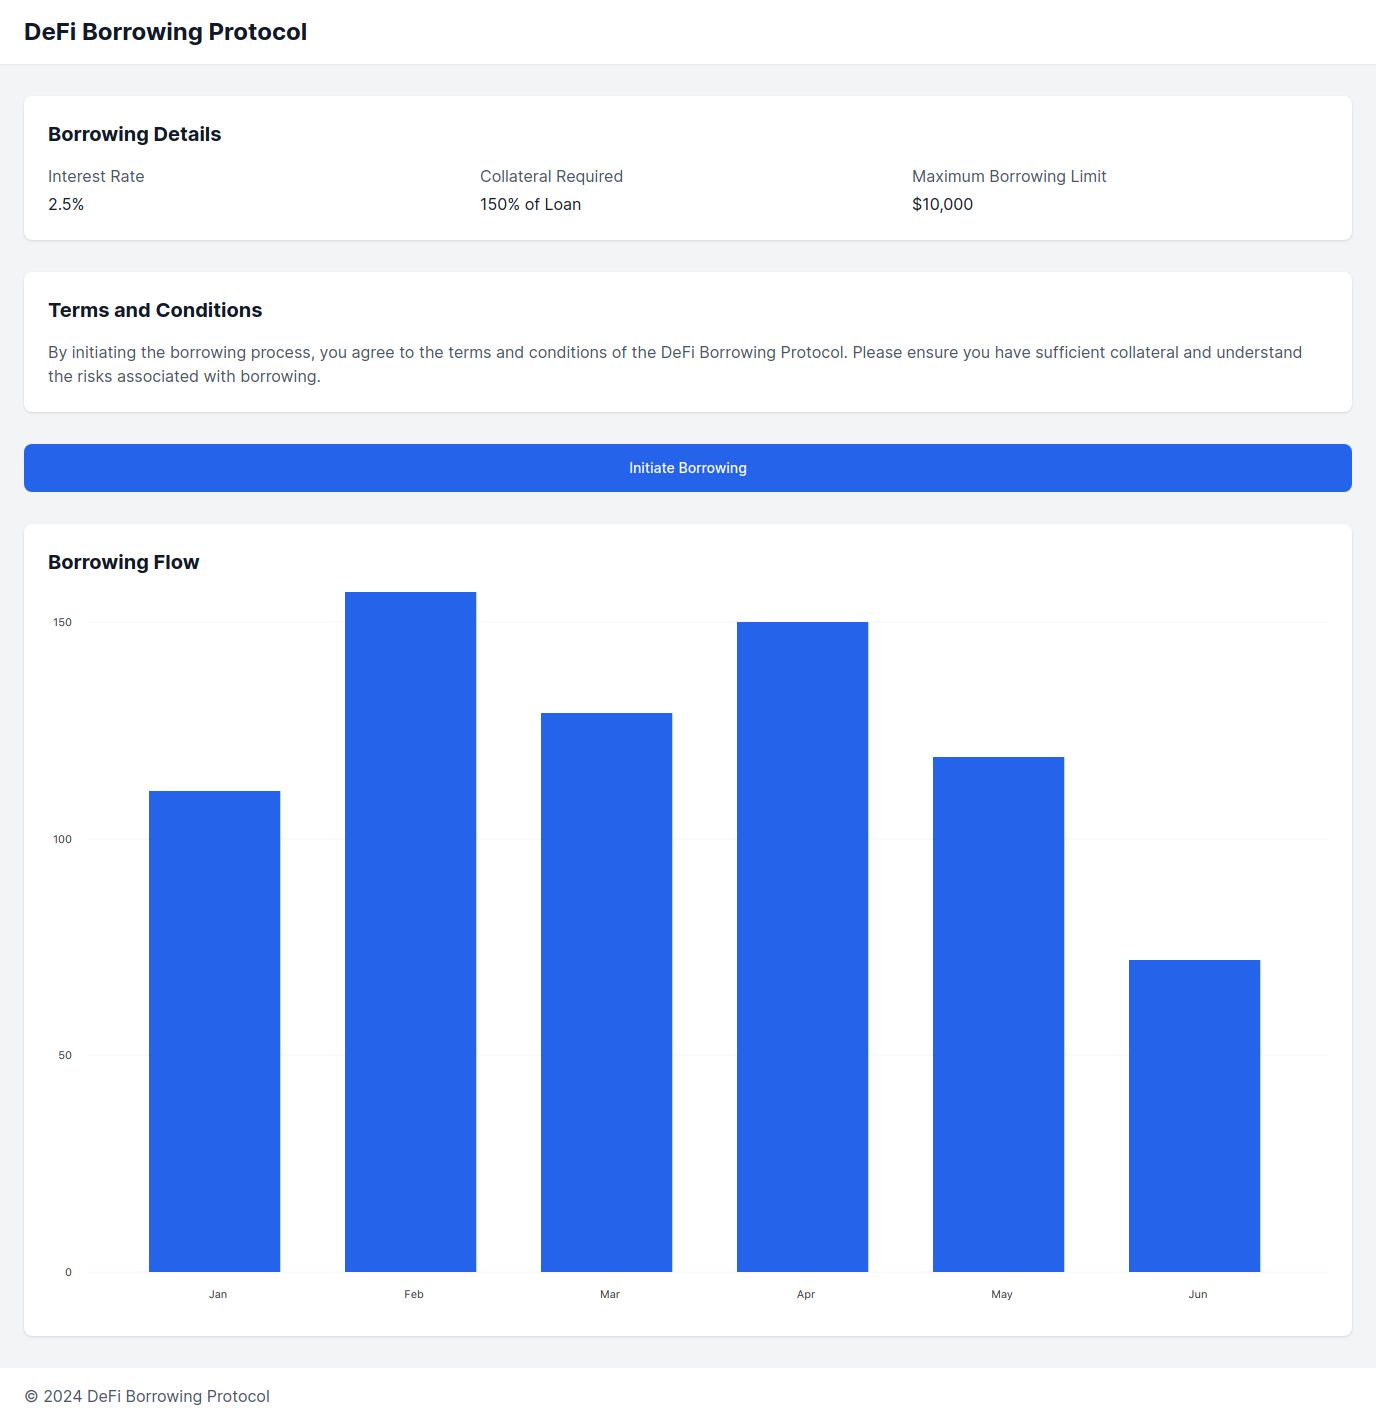 DeFi Borrowing Protocol
Borrowing Details
Interest Rate
2.5%
Collateral Required
150% of Loan
Maximum Borrowing Limit
$10,000
Terms and Conditions
By initiating the borrowing process, you agree to the terms and conditions of the DeFi Borrowing Protocol. Please ensure you have sufficient collateral and understand
the risks associated with borrowing.
Initiate Borrowing
Borrowing Flow
150
100
50
0
Jan
Feb
Mar
Apr
May
Jun
© 2024 DeFi Borrowing Protocol